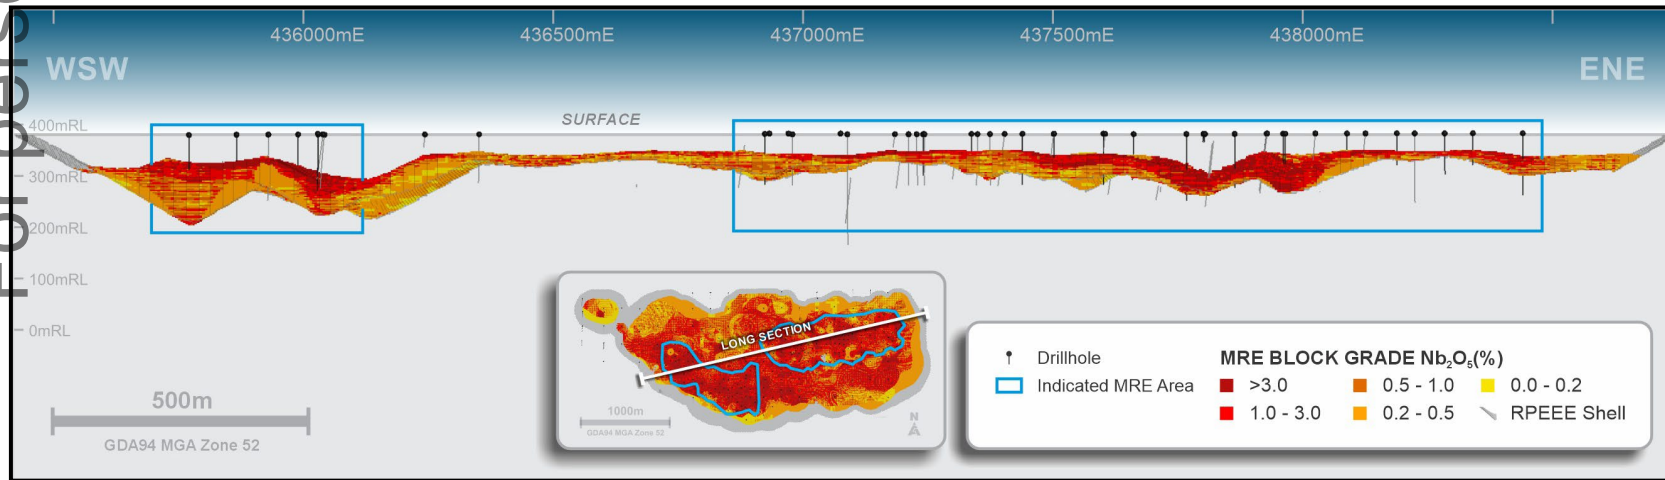 436000mE 436500mE 437000mE 437500mE 438000mE
WSW ENE
SURFACE
400mRL
300mRL
200mRL
100mRL
0mRL
For pers
500m
GDA94 MGA Zone 52
LONG SECTION
1000m
GDA94 MGA Zone 52
N
Drillhole
Indicated MRE Area
MRE BLOCK GRADE Nb₂O₅(%)
>3.0 0.5 - 1.0 0.0 - 0.2
1.0 - 3.0 0.2 - 0.5 RPEEE Shell